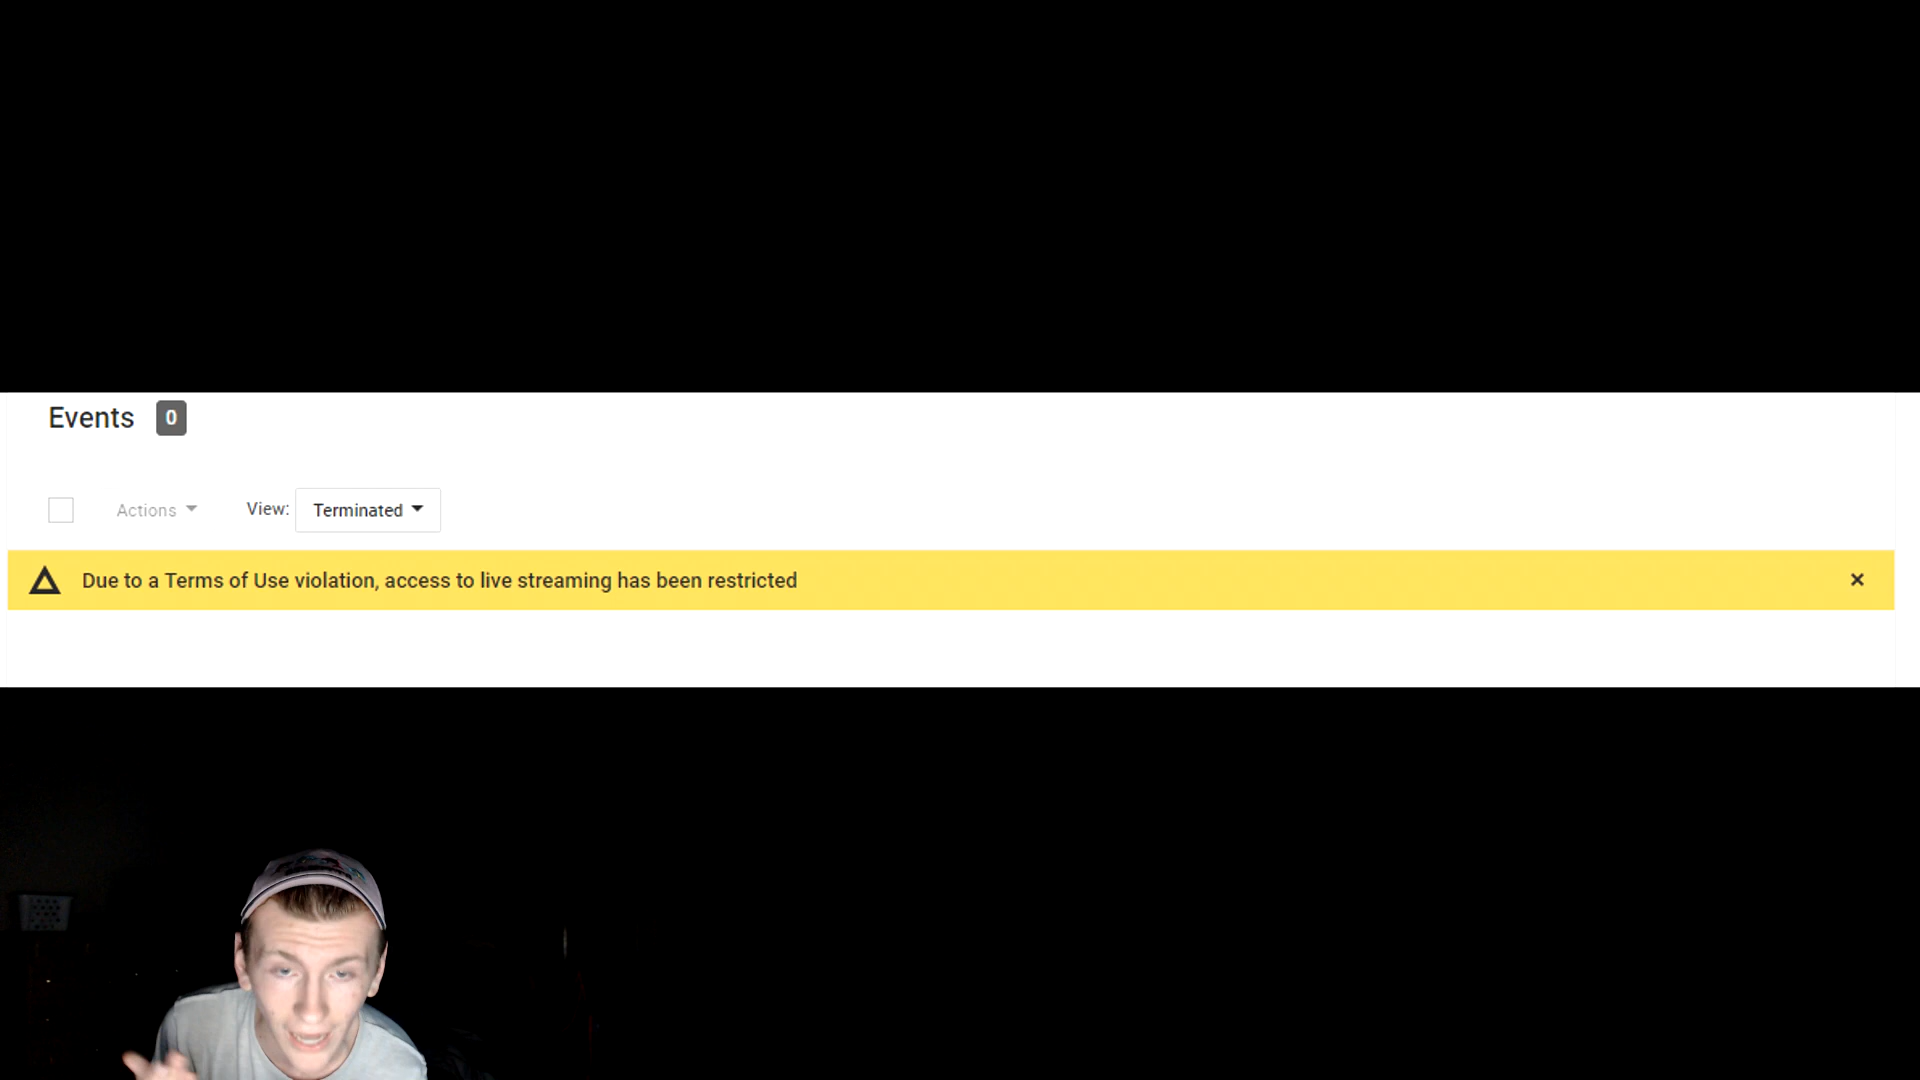 Events 0
Actions View: Terminated
Due to a Terms of Use violation, access to live streaming has been restricted